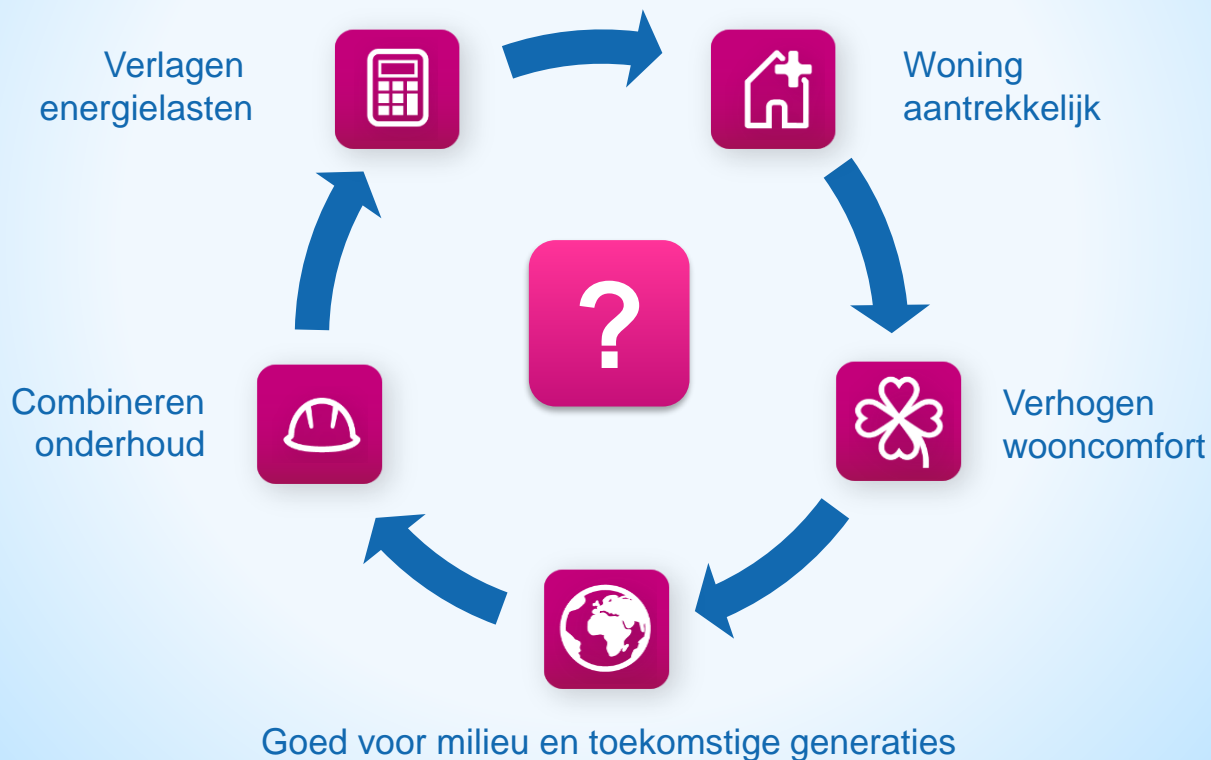 Verlagen
energielasten
Woning
aantrekkelijk
?
Combineren
onderhoud
Verhogen
wooncomfort
Goed voor milieu en toekomstige generaties